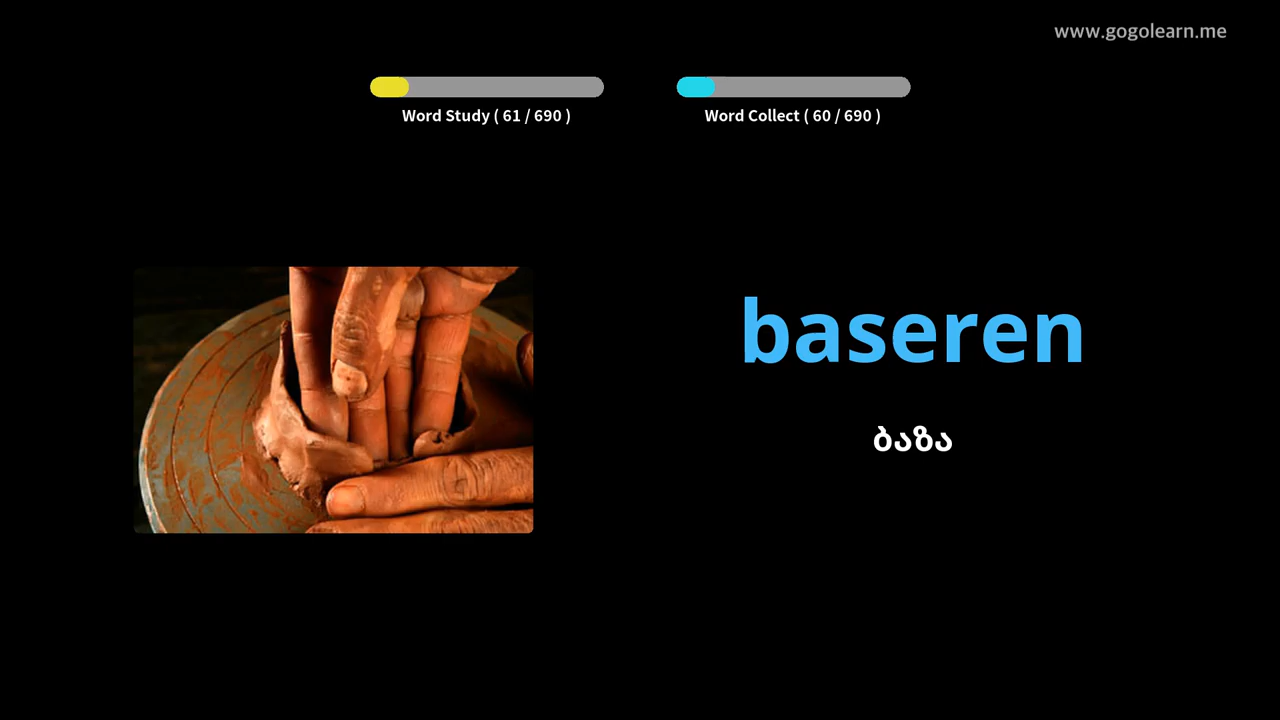 www.gogolearn.me
Word Study ( 61 / 690 )
Word Collect ( 60 / 690 )
baseren
ბაზა